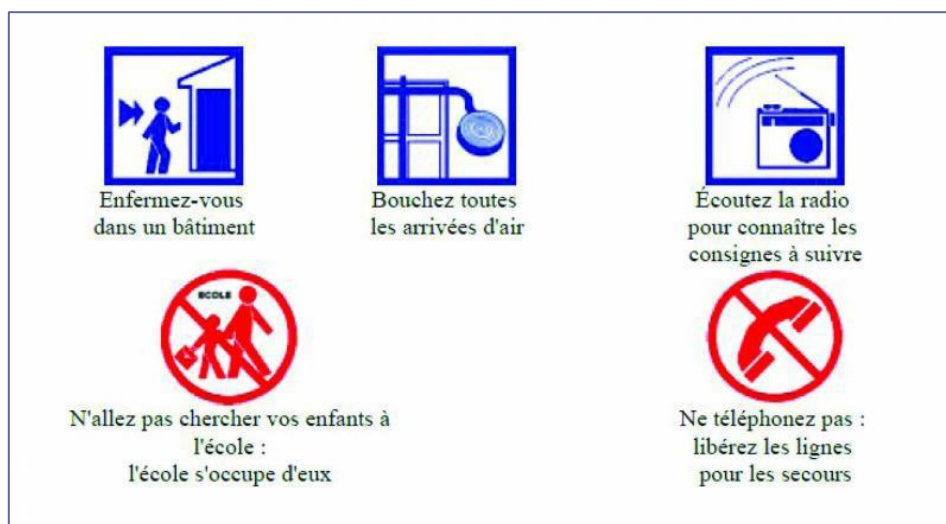 Enfermez-vous
dans un bâtiment
Bouchez toutes
les arrivées d'air
Écoutez la radio
pour connaître les
consignes à suivre
ECOLE
N'allez pas chercher vos enfants à
l'école :
l'école s'occupe d'eux
Ne téléphonez pas :
libérez les lignes
pour les secours